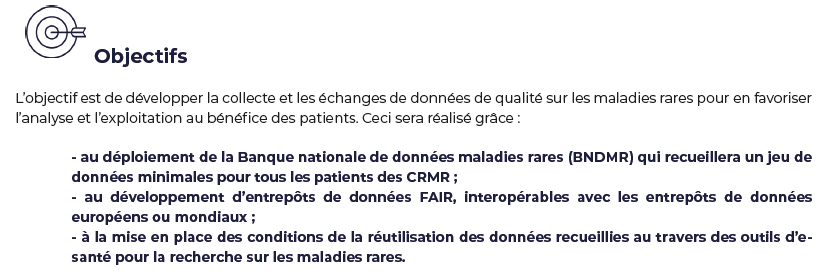 Objectifs
L'objectif est de développer la collecte et les échanges de données de qualité sur les maladies rares pour en favoriser
l'analyse et l'exploitation au bénéfice des patients. Ceci sera réalisé grâce :
- au déploiement de la Banque nationale de données maladies rares (BNDMR) qui recueillera un jeu de
données minimales pour tous les patients des CRMR ;
- au développement d'entrepôts de données FAIR, interopérables avec les entrepôts de données
européens ou mondiaux ;
- à la mise en place des conditions de la réutilisation des données recueillies au travers des outils d'e-
santé pour la recherche sur les maladies rares.